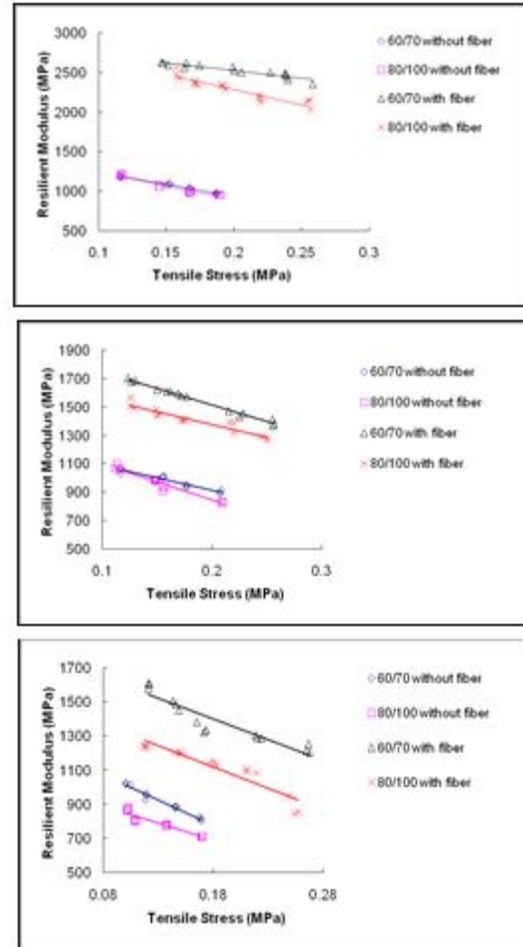 3000
2500
2000
1500
1000
500
Resilient Modulus (MPa)
0.1 0.15 0.2 0.25 0.3
Tensile Stress (MPa)
60/70 without fiber
80/100 without fiber
60/70 with fiber
80/100 with fiber
1900
1700
1500
1300
1100
900
700
500
Resilient Modulus (MPa)
0.1 0.2 0.3
Tensile Stress (MPa)
60/70 without fiber
80/100 without fiber
60/70 with fiber
80/100 with fiber
1700
1500
1300
1100
900
700
500
Resilient Modulus (MPa)
0.08 0.18 0.28
Tensile Stress (MPa)
60/70 without fiber
80/100 without fiber
60/70 with fiber
80/100 with fiber